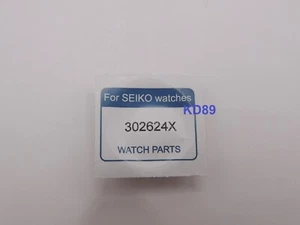 For SEIKO watches
KD89
302624X
WATCH PARTS